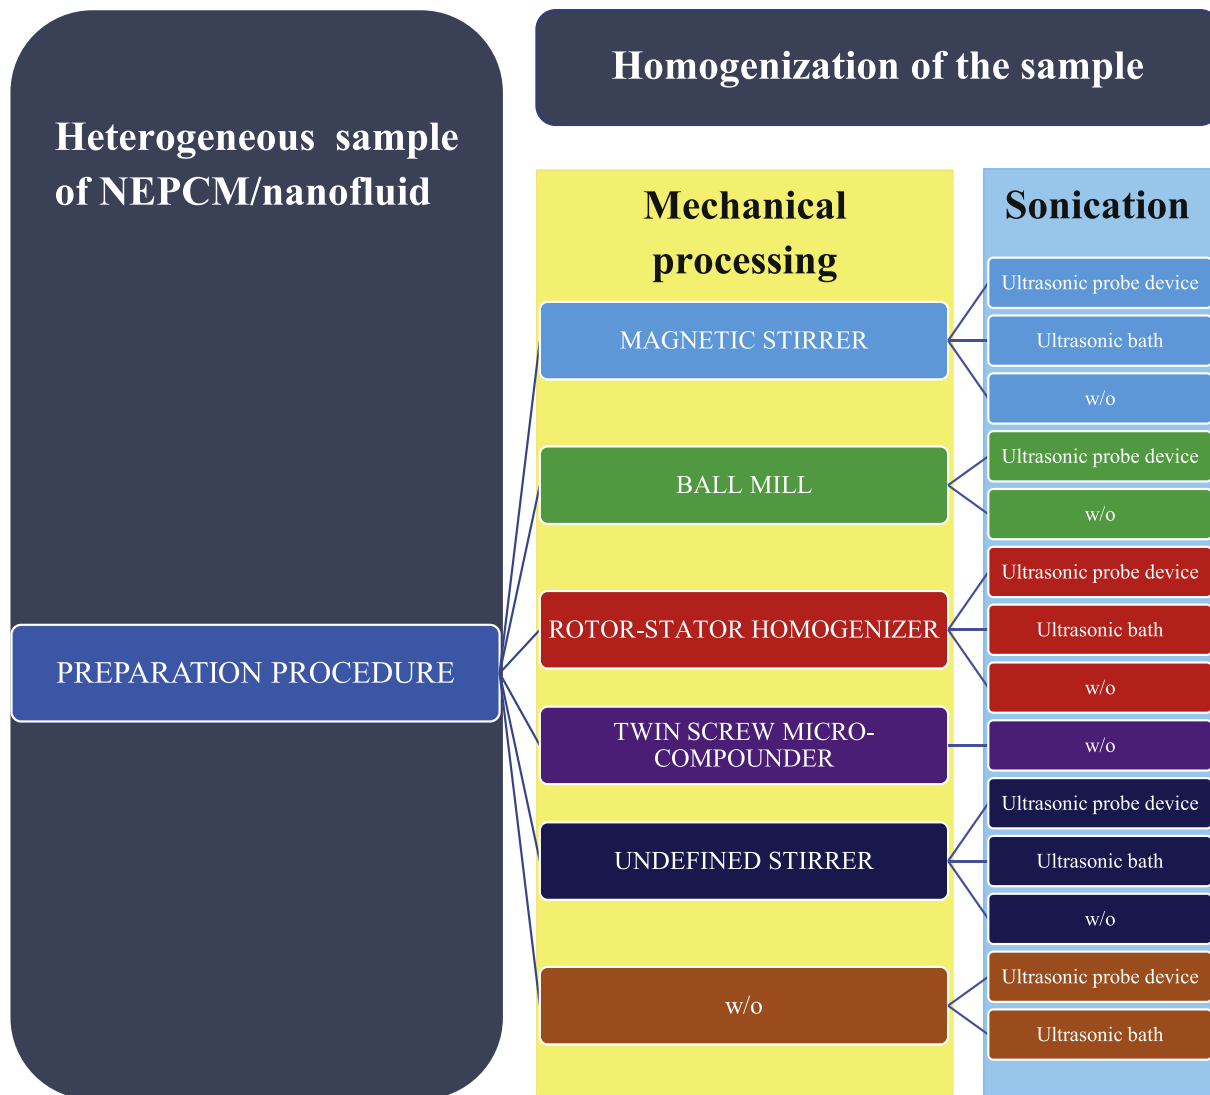 Heterogeneous sample
of NEPCM/nanofluid
PREPARATION PROCEDURE
Homogenization of the sample
Mechanical
processing
MAGNETIC STIRRER
BALL MILL
ROTOR-STATOR HOMOGENIZER
TWIN SCREW MICRO-
COMPOUNDER
UNDEFINED STIRRER
w/o
Sonication
Ultrasonic probe device
Ultrasonic bath
w/o
Ultrasonic probe device
w/o
Ultrasonic probe device
Ultrasonic bath
w/o
w/o
Ultrasonic probe device
Ultrasonic bath
w/o
Ultrasonic probe device
Ultrasonic bath